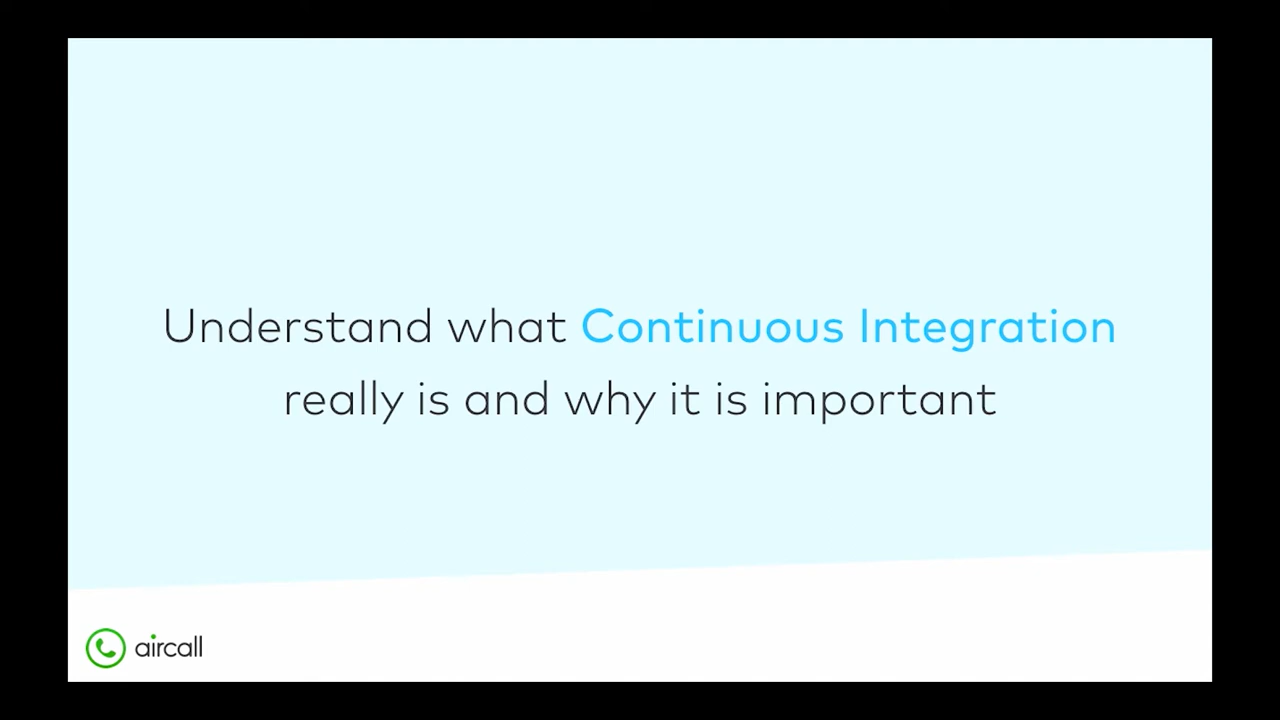 Understand what Continuous Integration
really is and why it is important
aircall